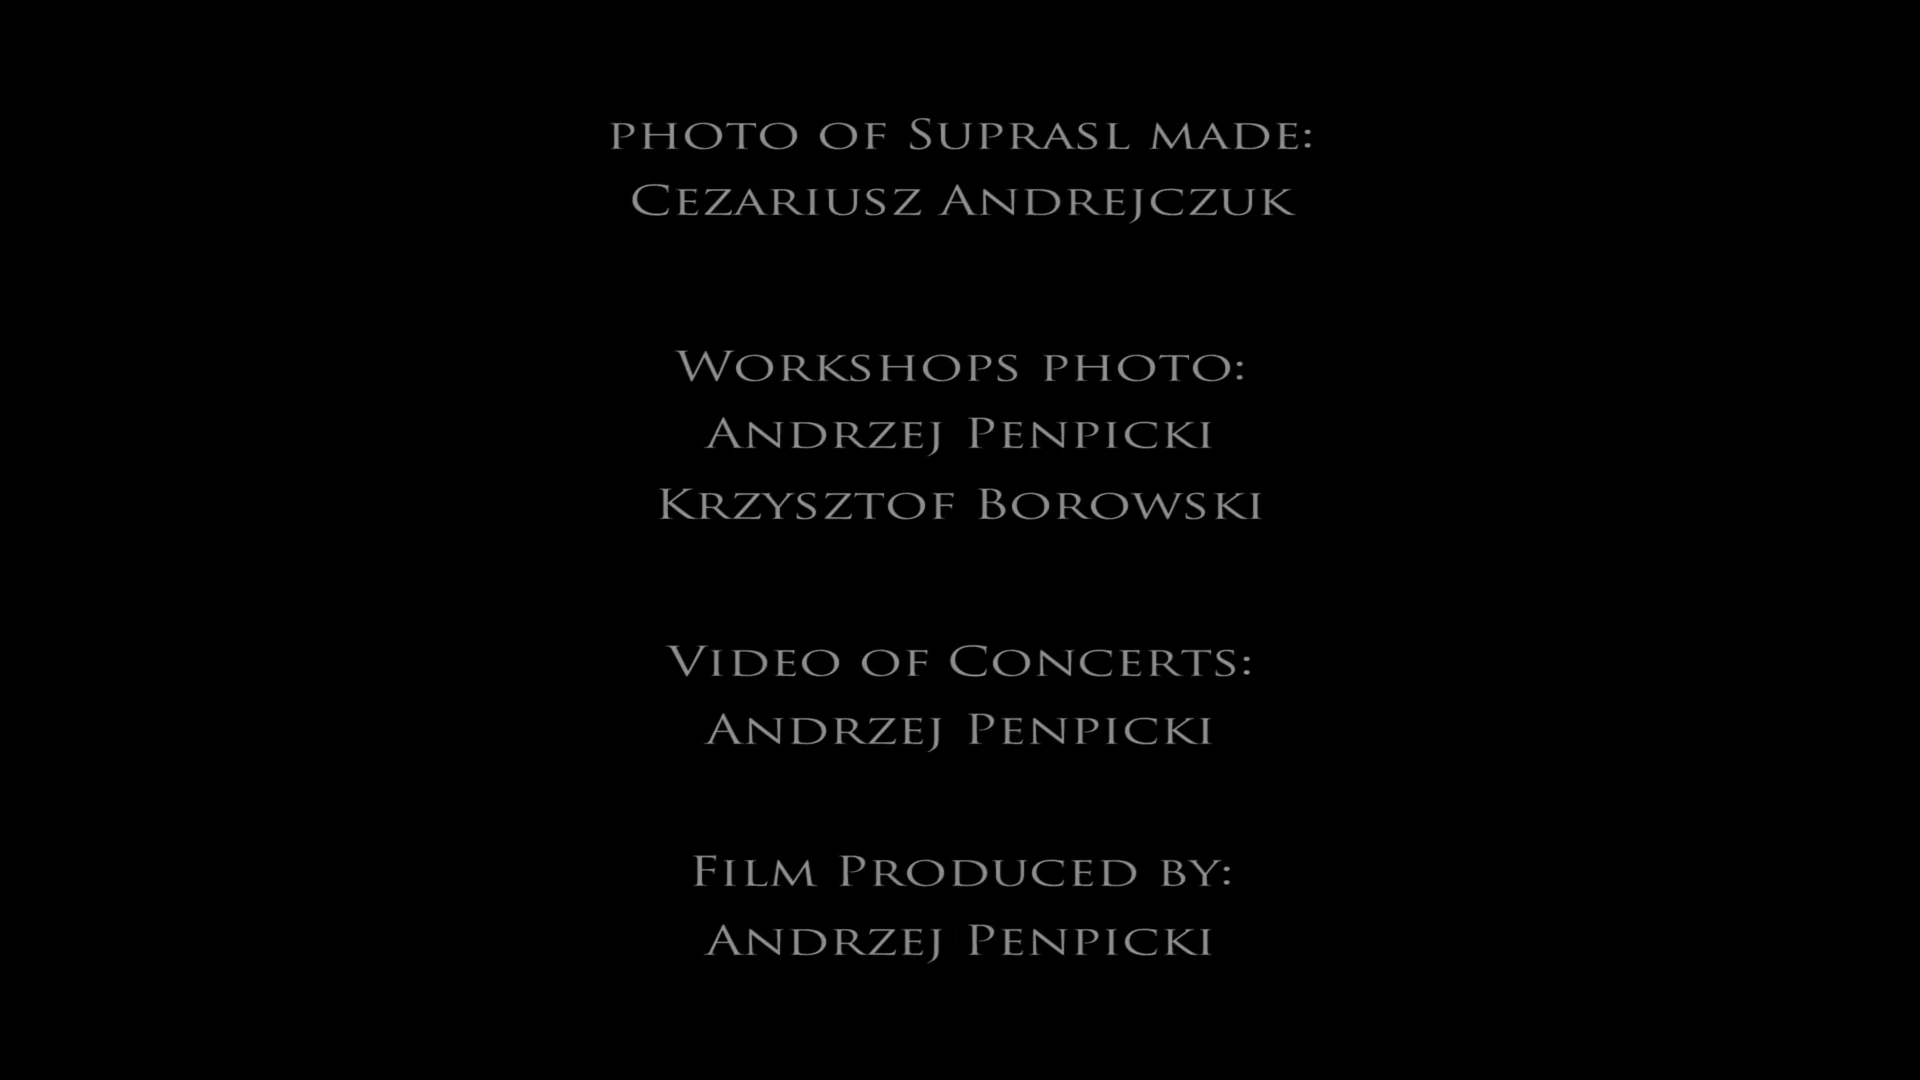 photo of Suprasl made:
Cezariusz Andrejczuk
Workshops photo:
Andrzej Penpicki
Krzysztof Borowski
Video of Concerts:
Andrzej Penpicki
Film Produced by:
Andrzej Penpicki